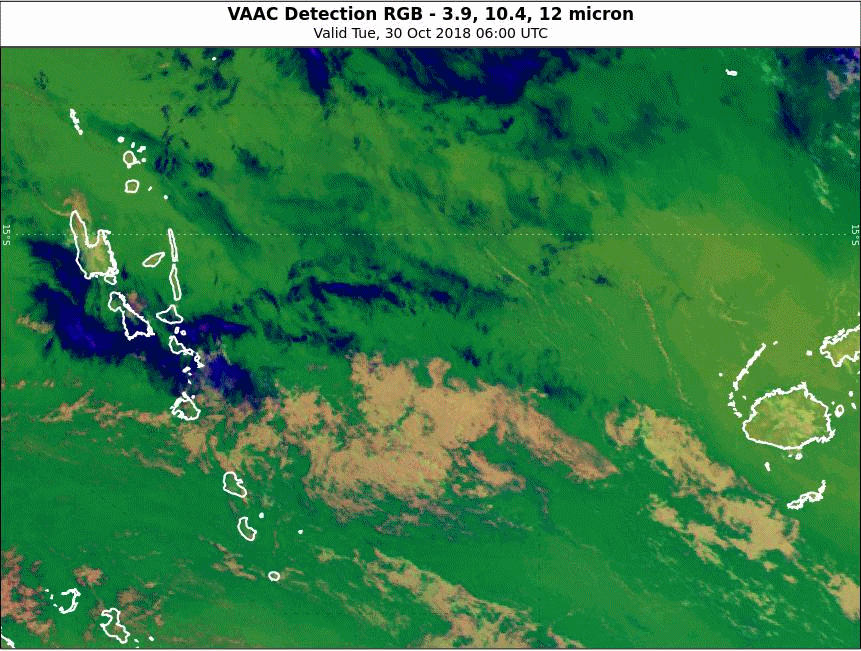 VAAC Detection RGB - 3.9, 10.4, 12 micron
Valid Tue, 30 Oct 2018 06:00 UTC
15°S
15°S